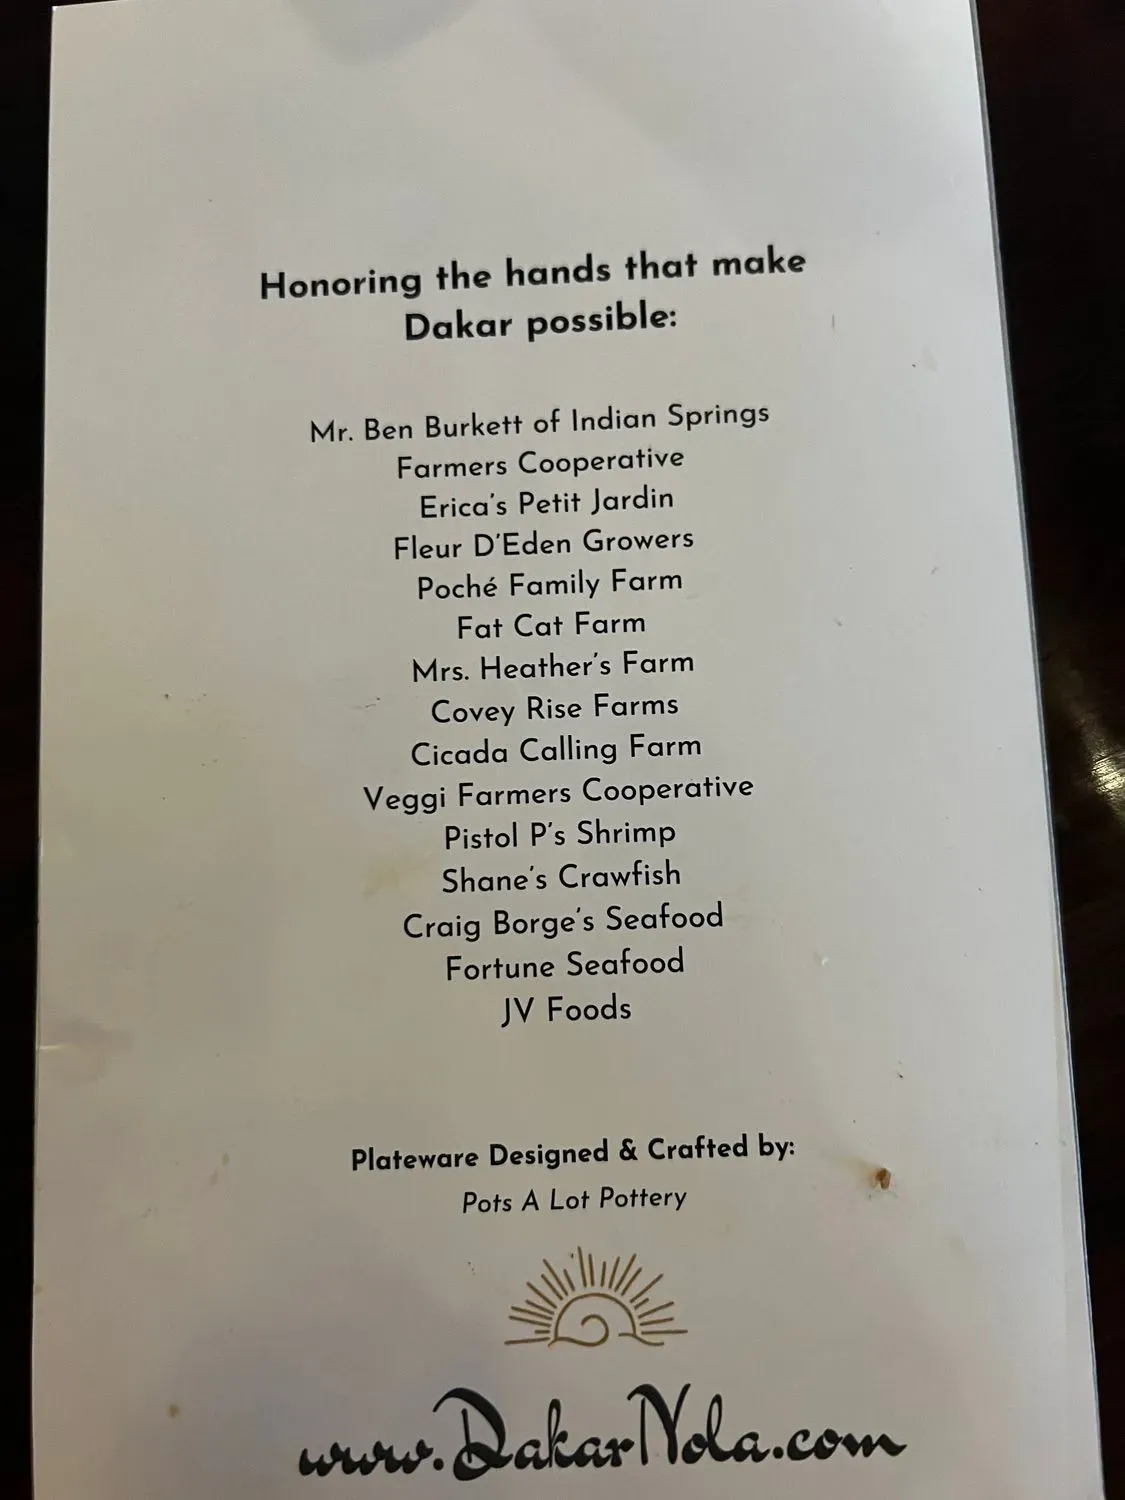 Honoring the hands that make
Dakar possible:
Mr. Ben Burkett of Indian Springs
Farmers Cooperative
Erica's Petit Jardin
Fleur D'Eden Growers
Poché Family Farm
Fat Cat Farm
Mrs. Heather's Farm
Covey Rise Farms
Cicada Calling Farm
Veggi Farmers Cooperative
Pistol P's Shrimp
Shane's Crawfish
Craig Borge's Seafood
Fortune Seafood
JV Foods
Plateware Designed & Crafted by:
Pots A Lot Pottery
www.DakarNola.com